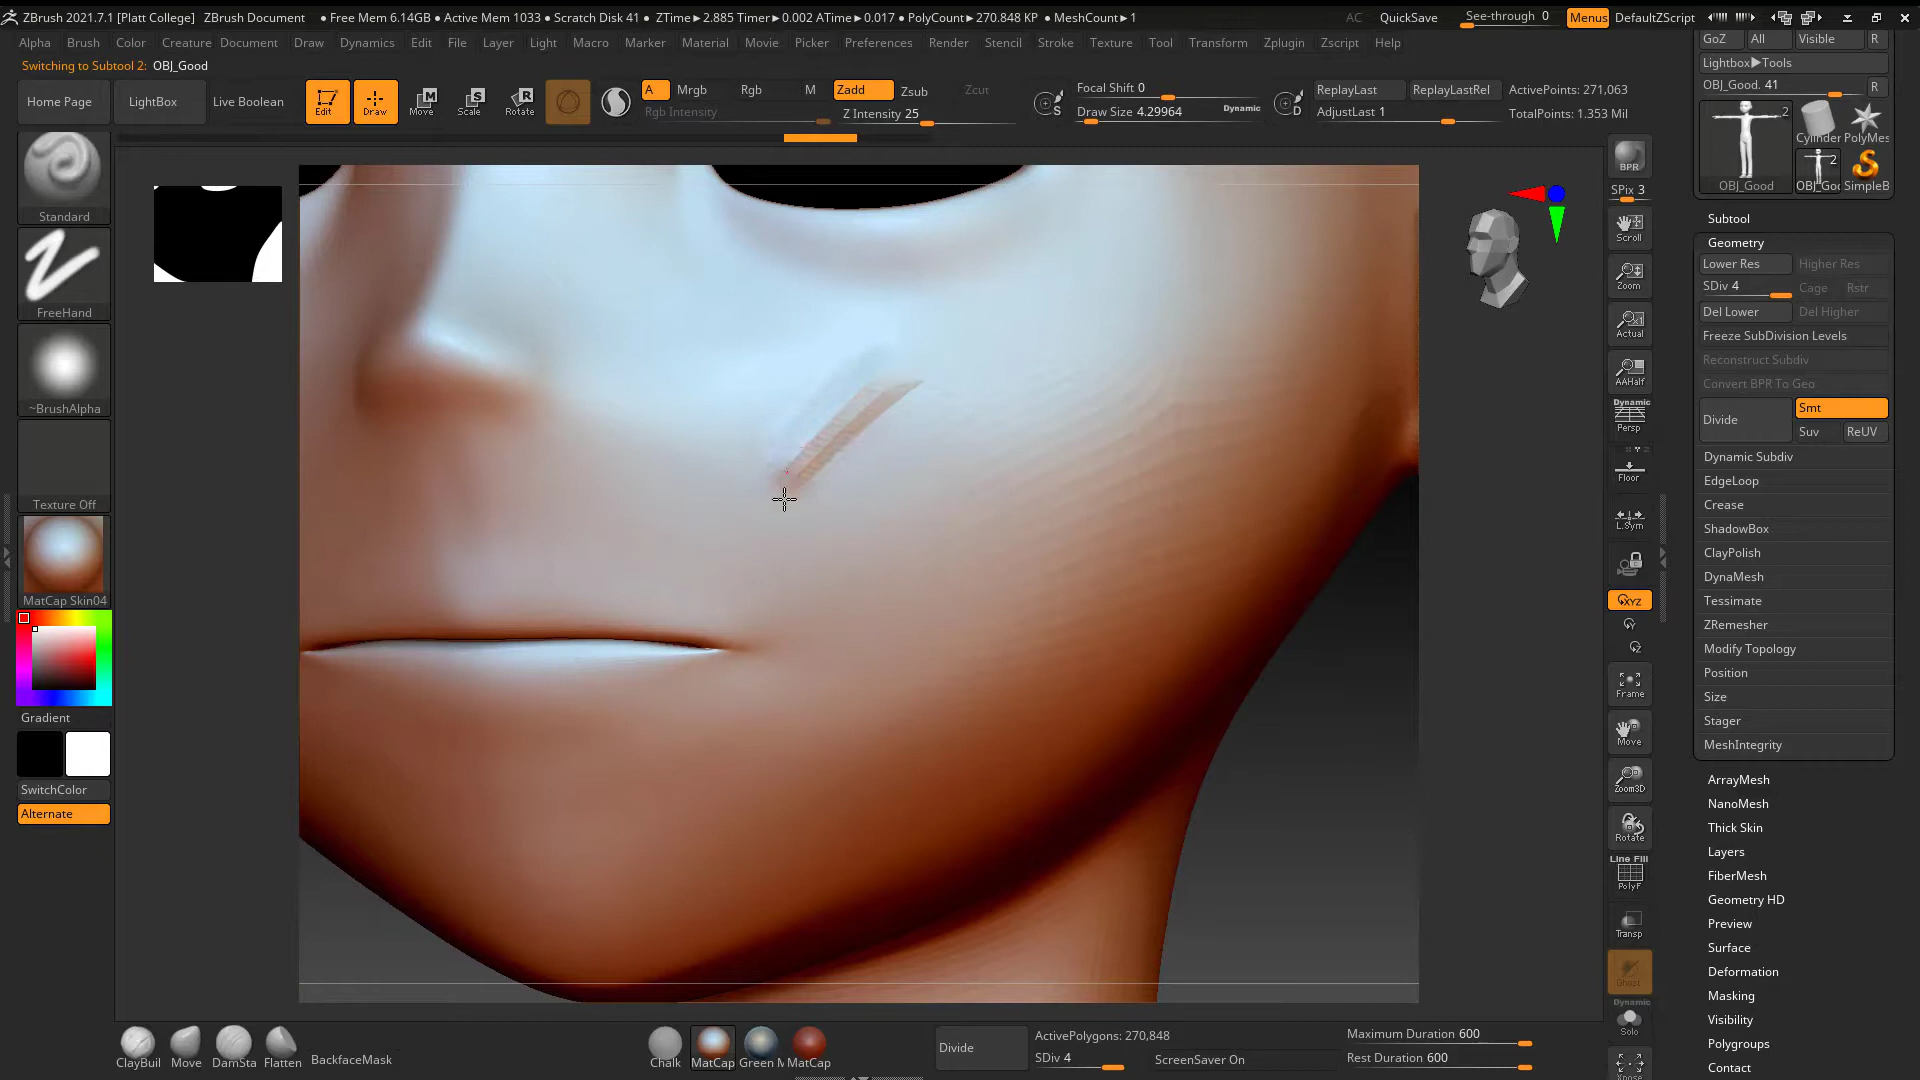 ZBrush 2021.7.1 [Platt College] ZBrush Document ● Free Mem 6.14GB ● Active Mem 1033 ● Scratch Disk 41 ● ZTime►2.885 Timer►0.002 ATime►0.017 ● PolyCount►270.848 KP ● MeshCount►1 AC QuickSave See-through 0 Menus DefaultZScript
Alpha Brush Color Creature Document Draw Dynamics Edit File Layer Light Macro Marker Material Movie Picker Preferences Render Stencil Stroke Texture Tool Transform Zplugin Zscript Help
Switching to Subtool 2: OBJ_Good
Home Page LightBox Live Boolean Edit Draw Move Scale Rotate
A Mrgb Rgb M Zadd Zsub Zcut
Rgb Intensity Z Intensity 25
Focal Shift 0
Draw Size 4.29964 Dynamic
ReplayLast ReplayLastRel ActivePoints: 271,063
AdjustLast 1 TotalPoints: 1.353 Mil
Standard
FreeHand
~BrushAlpha
Texture Off
MatCap Skin04
Gradient
SwitchColor
Alternate
BPR
SPix 3
Scroll
Zoom
Actual
AAHalf
Dynamic
Persp
Floor
L.Sym
XYZ
Frame
Move
Zoom3D
Rotate
Line Fill
PolyF
Transp
Ghost
Dynamic
Solo
Xpose
GoZ All Visible R
Lightbox►Tools
OBJ_Good. 41 R
2
Cylinder PolyMes
2
OBJ_Good OBJ_Goo SimpleB
Subtool
Geometry
Lower Res Higher Res
SDiv 4 Cage Rstr
Del Lower Del Higher
Freeze SubDivision Levels
Reconstruct Subdiv
Convert BPR To Geo
Divide Smt
Suv ReUV
Dynamic Subdiv
EdgeLoop
Crease
ShadowBox
ClayPolish
DynaMesh
Tessimate
ZRemesher
Modify Topology
Position
Size
Stager
MeshIntegrity
ArrayMesh
NanoMesh
Thick Skin
Layers
FiberMesh
Geometry HD
Preview
Surface
Deformation
Masking
Visibility
Polygroups
Contact
ClayBuil Move DamSta Flatten BackfaceMask
Chalk MatCap Green M MatCap
Divide
ActivePolygons: 270,848
SDiv 4 ScreenSaver On
Maximum Duration 600
Rest Duration 600